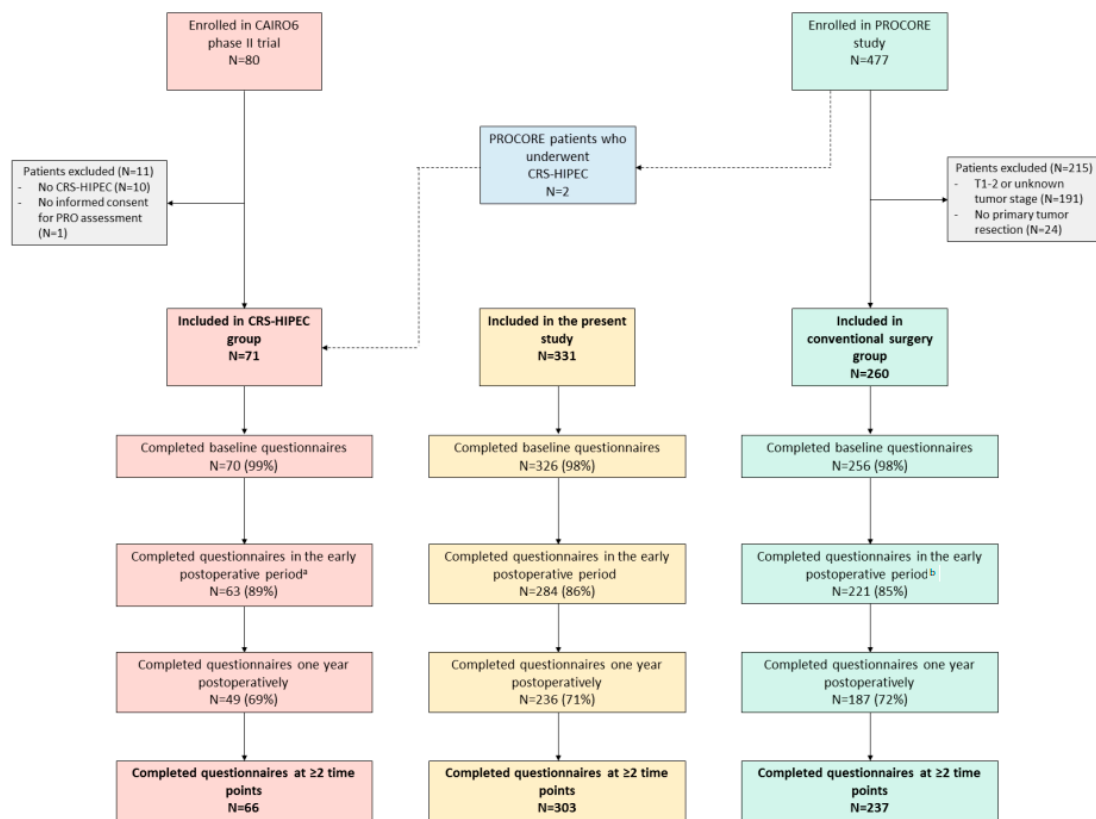 Enrolled in CAIRO6
phase II trial
N=80
Enrolled in PROCORE
study
N=477
PROCORE patients who
underwent
CRS-HIPEC
N=2
Patients excluded (N=11)
- No CRS-HIPEC (N=10)
- No informed consent
for PRO assessment
(N=1)
Patients excluded (N=215)
- T1-2 or unknown
tumor stage (N=191)
- No primary tumor
resection (N=24)
Included in CRS-HIPEC
group
N=71
Included in the present
study
N=331
Included in
conventional surgery
group
N=260
Completed baseline questionnaires
N=70 (99%)
Completed baseline questionnaires
N=326 (98%)
Completed baseline questionnaires
N=256 (98%)
Completed questionnaires in the early
postoperative periodᵃ
N=63 (89%)
Completed questionnaires in the early
postoperative period
N=284 (86%)
Completed questionnaires in the early
postoperative periodᵇ
N=221 (85%)
Completed questionnaires one year
postoperatively
N=49 (69%)
Completed questionnaires one year
postoperatively
N=236 (71%)
Completed questionnaires one year
postoperatively
N=187 (72%)
Completed questionnaires at ≥2 time
points
N=66
Completed questionnaires at ≥2 time
points
N=303
Completed questionnaires at ≥2 time
points
N=237